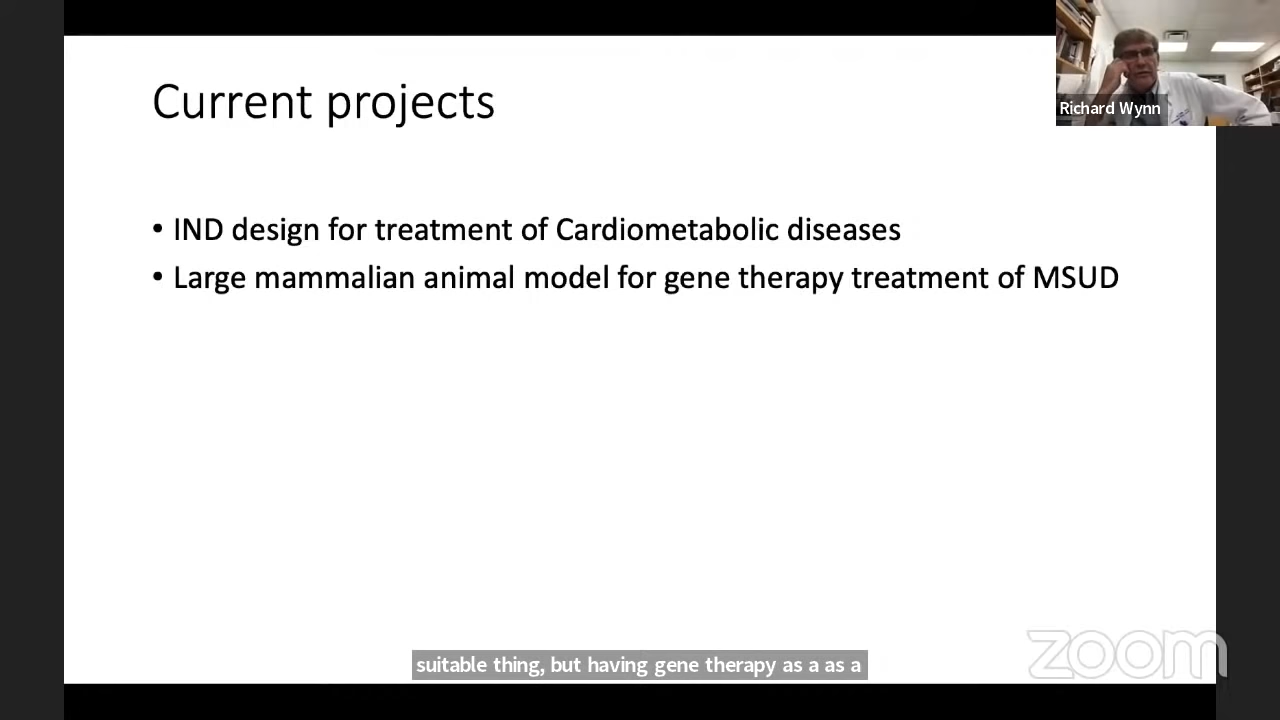 Current projects
Richard Wynn
• IND design for treatment of Cardiometabolic diseases
• Large mammalian animal model for gene therapy treatment of MSUD
suitable thing, but having gene therapy as a as a
zoom